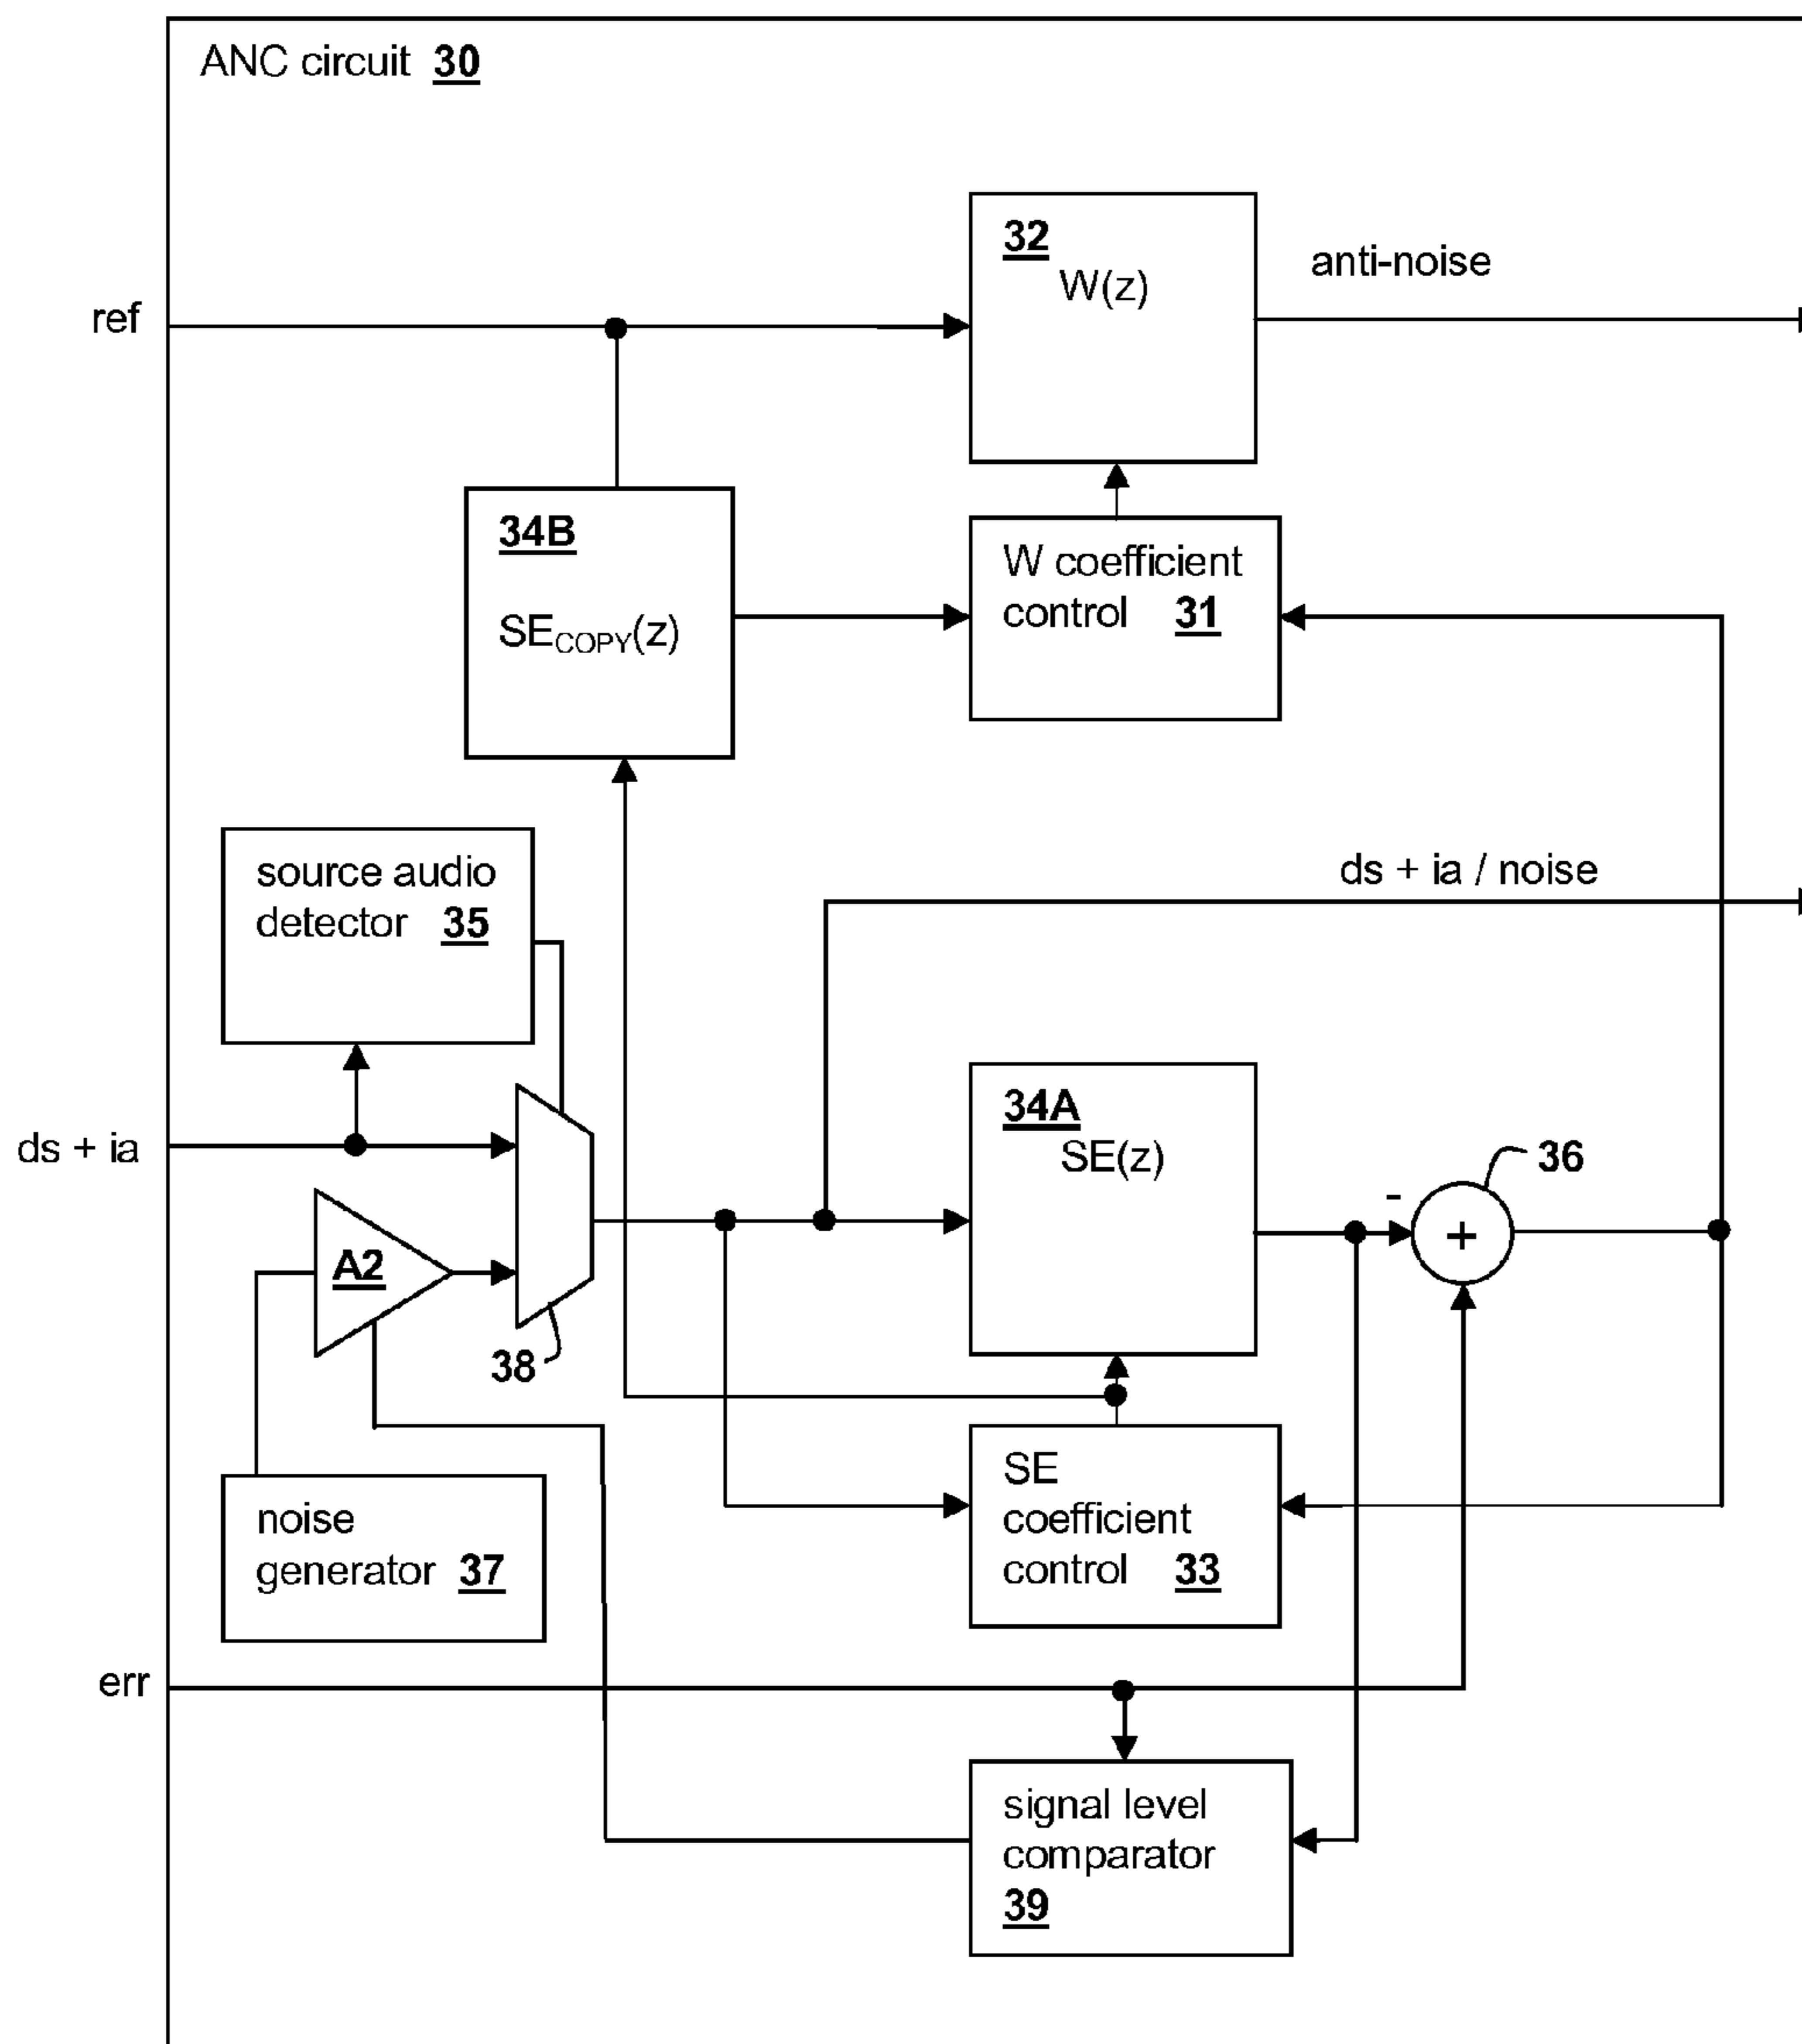 ANC circuit 30
32
W(z)
anti-noise
ref
34B
SECOPY(z)
W coefficient
control 31
source audio
detector 35
ds + ia / noise
34A
SE(z)
ds + ia
36
-
+
A2
38
SE
coefficient
control 33
noise
generator 37
err
signal level
comparator
39